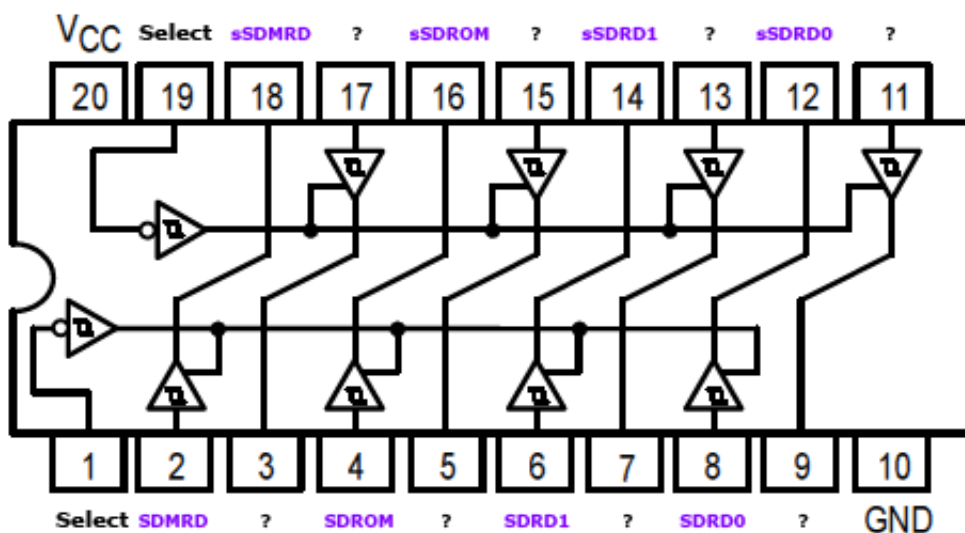 VCC Select sSDMRD ? sSDROM ? sSDRD1 ? sSDRD0 ?
20 19 18 17 16 15 14 13 12 11
1 2 3 4 5 6 7 8 9 10
Select SDMRD ? SDROM ? SDRD1 ? SDRD0 ? GND